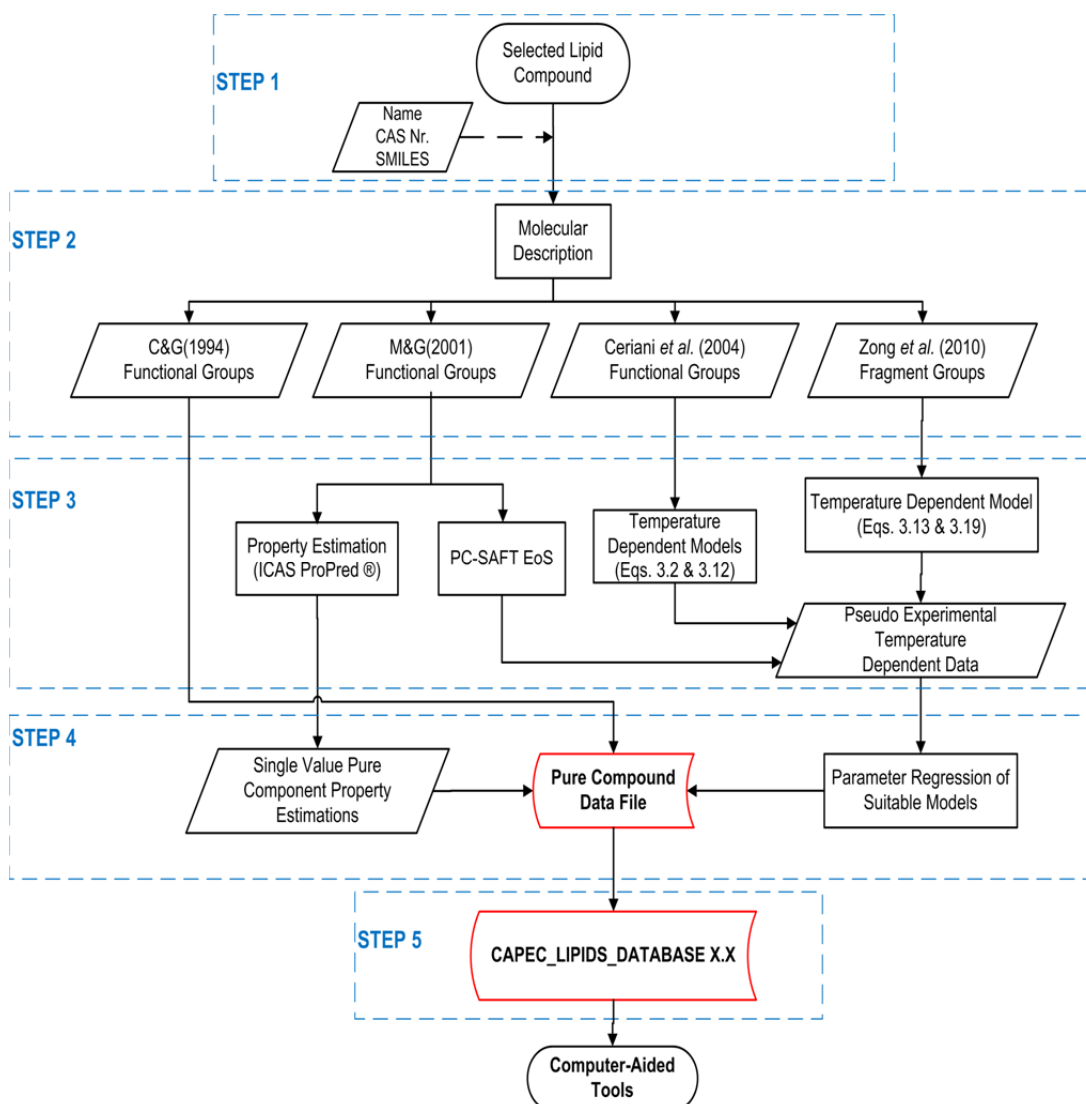 STEP 1
Selected Lipid
Compound
Name
CAS Nr.
SMILES
STEP 2
Molecular
Description
C&G(1994)
Functional Groups
M&G(2001)
Functional Groups
Ceriani et al. (2004)
Functional Groups
Zong et al. (2010)
Fragment Groups
STEP 3
Property Estimation
(ICAS ProPred ®)
PC-SAFT EoS
Temperature
Dependent Models
(Eqs. 3.2 & 3.12)
Temperature Dependent Model
(Eqs. 3.13 & 3.19)
Pseudo Experimental
Temperature
Dependent Data
STEP 4
Single Value Pure
Component Property
Estimations
Pure Compound
Data File
Parameter Regression of
Suitable Models
STEP 5
CAPEC_LIPIDS_DATABASE X.X
Computer-Aided
Tools